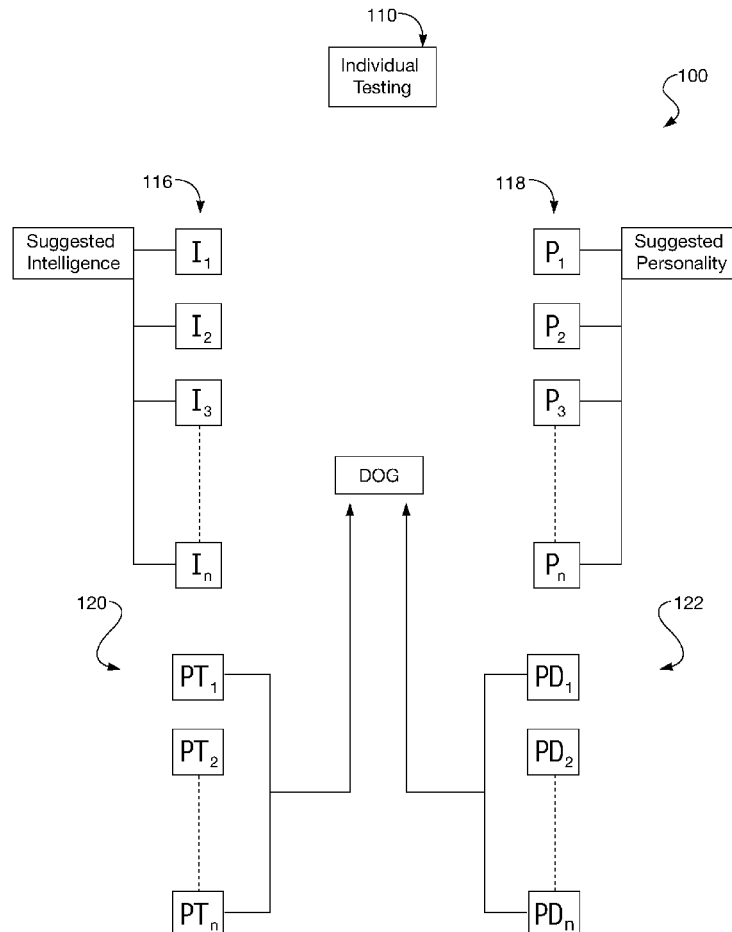 110
Individual
Testing
100
116
118
Suggested
Intelligence
I1
P1
Suggested
Personality
I2
P2
I3
P3
DOG
In
Pn
120
122
PT1
PD1
PT2
PD2
PTn
PDn